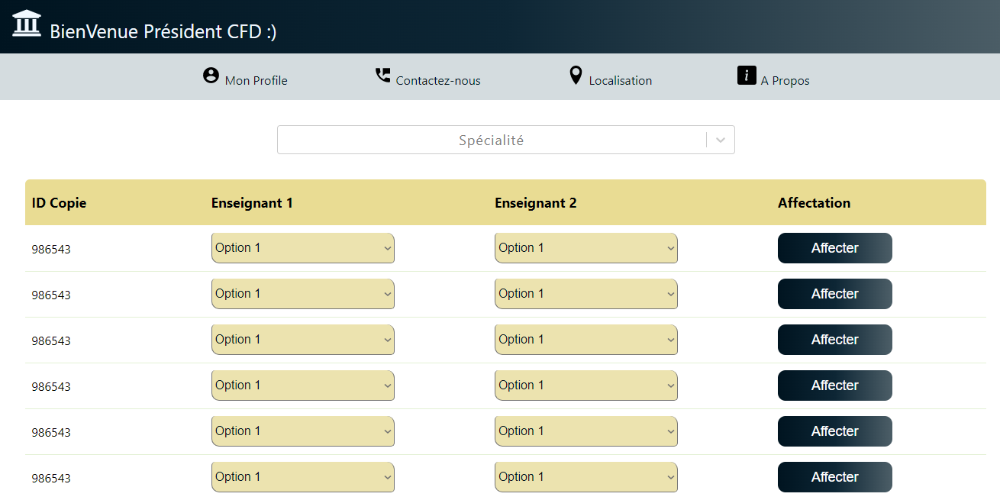 BienVenue Président CFD :)
Mon Profile Contactez-nous Localisation A Propos
Spécialité
ID Copie Enseignant 1 Enseignant 2 Affectation
986543 Option 1 Option 1 Affecter
986543 Option 1 Option 1 Affecter
986543 Option 1 Option 1 Affecter
986543 Option 1 Option 1 Affecter
986543 Option 1 Option 1 Affecter
986543 Option 1 Option 1 Affecter